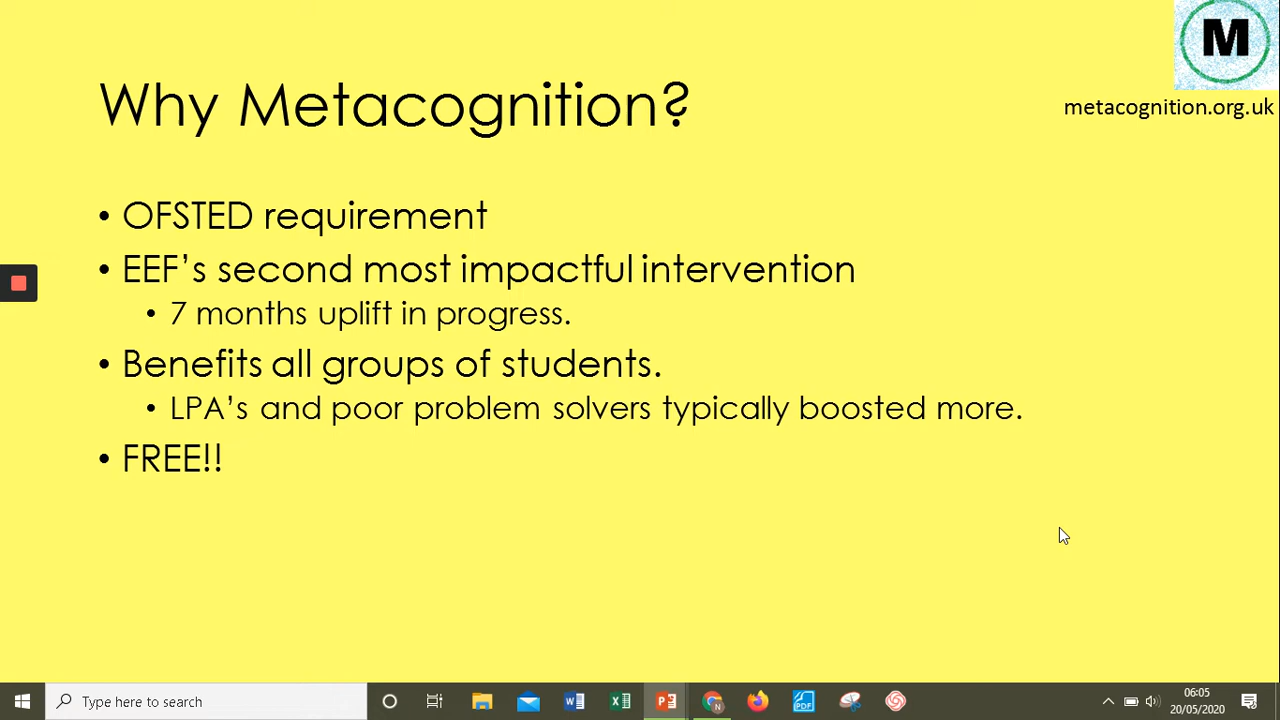 M
metacognition.org.uk
Why Metacognition?
• OFSTED requirement
• EEF’s second most impactful intervention
• 7 months uplift in progress.
• Benefits all groups of students.
• LPA’s and poor problem solvers typically boosted more.
• FREE!!
Type here to search
06:05
20/05/2020